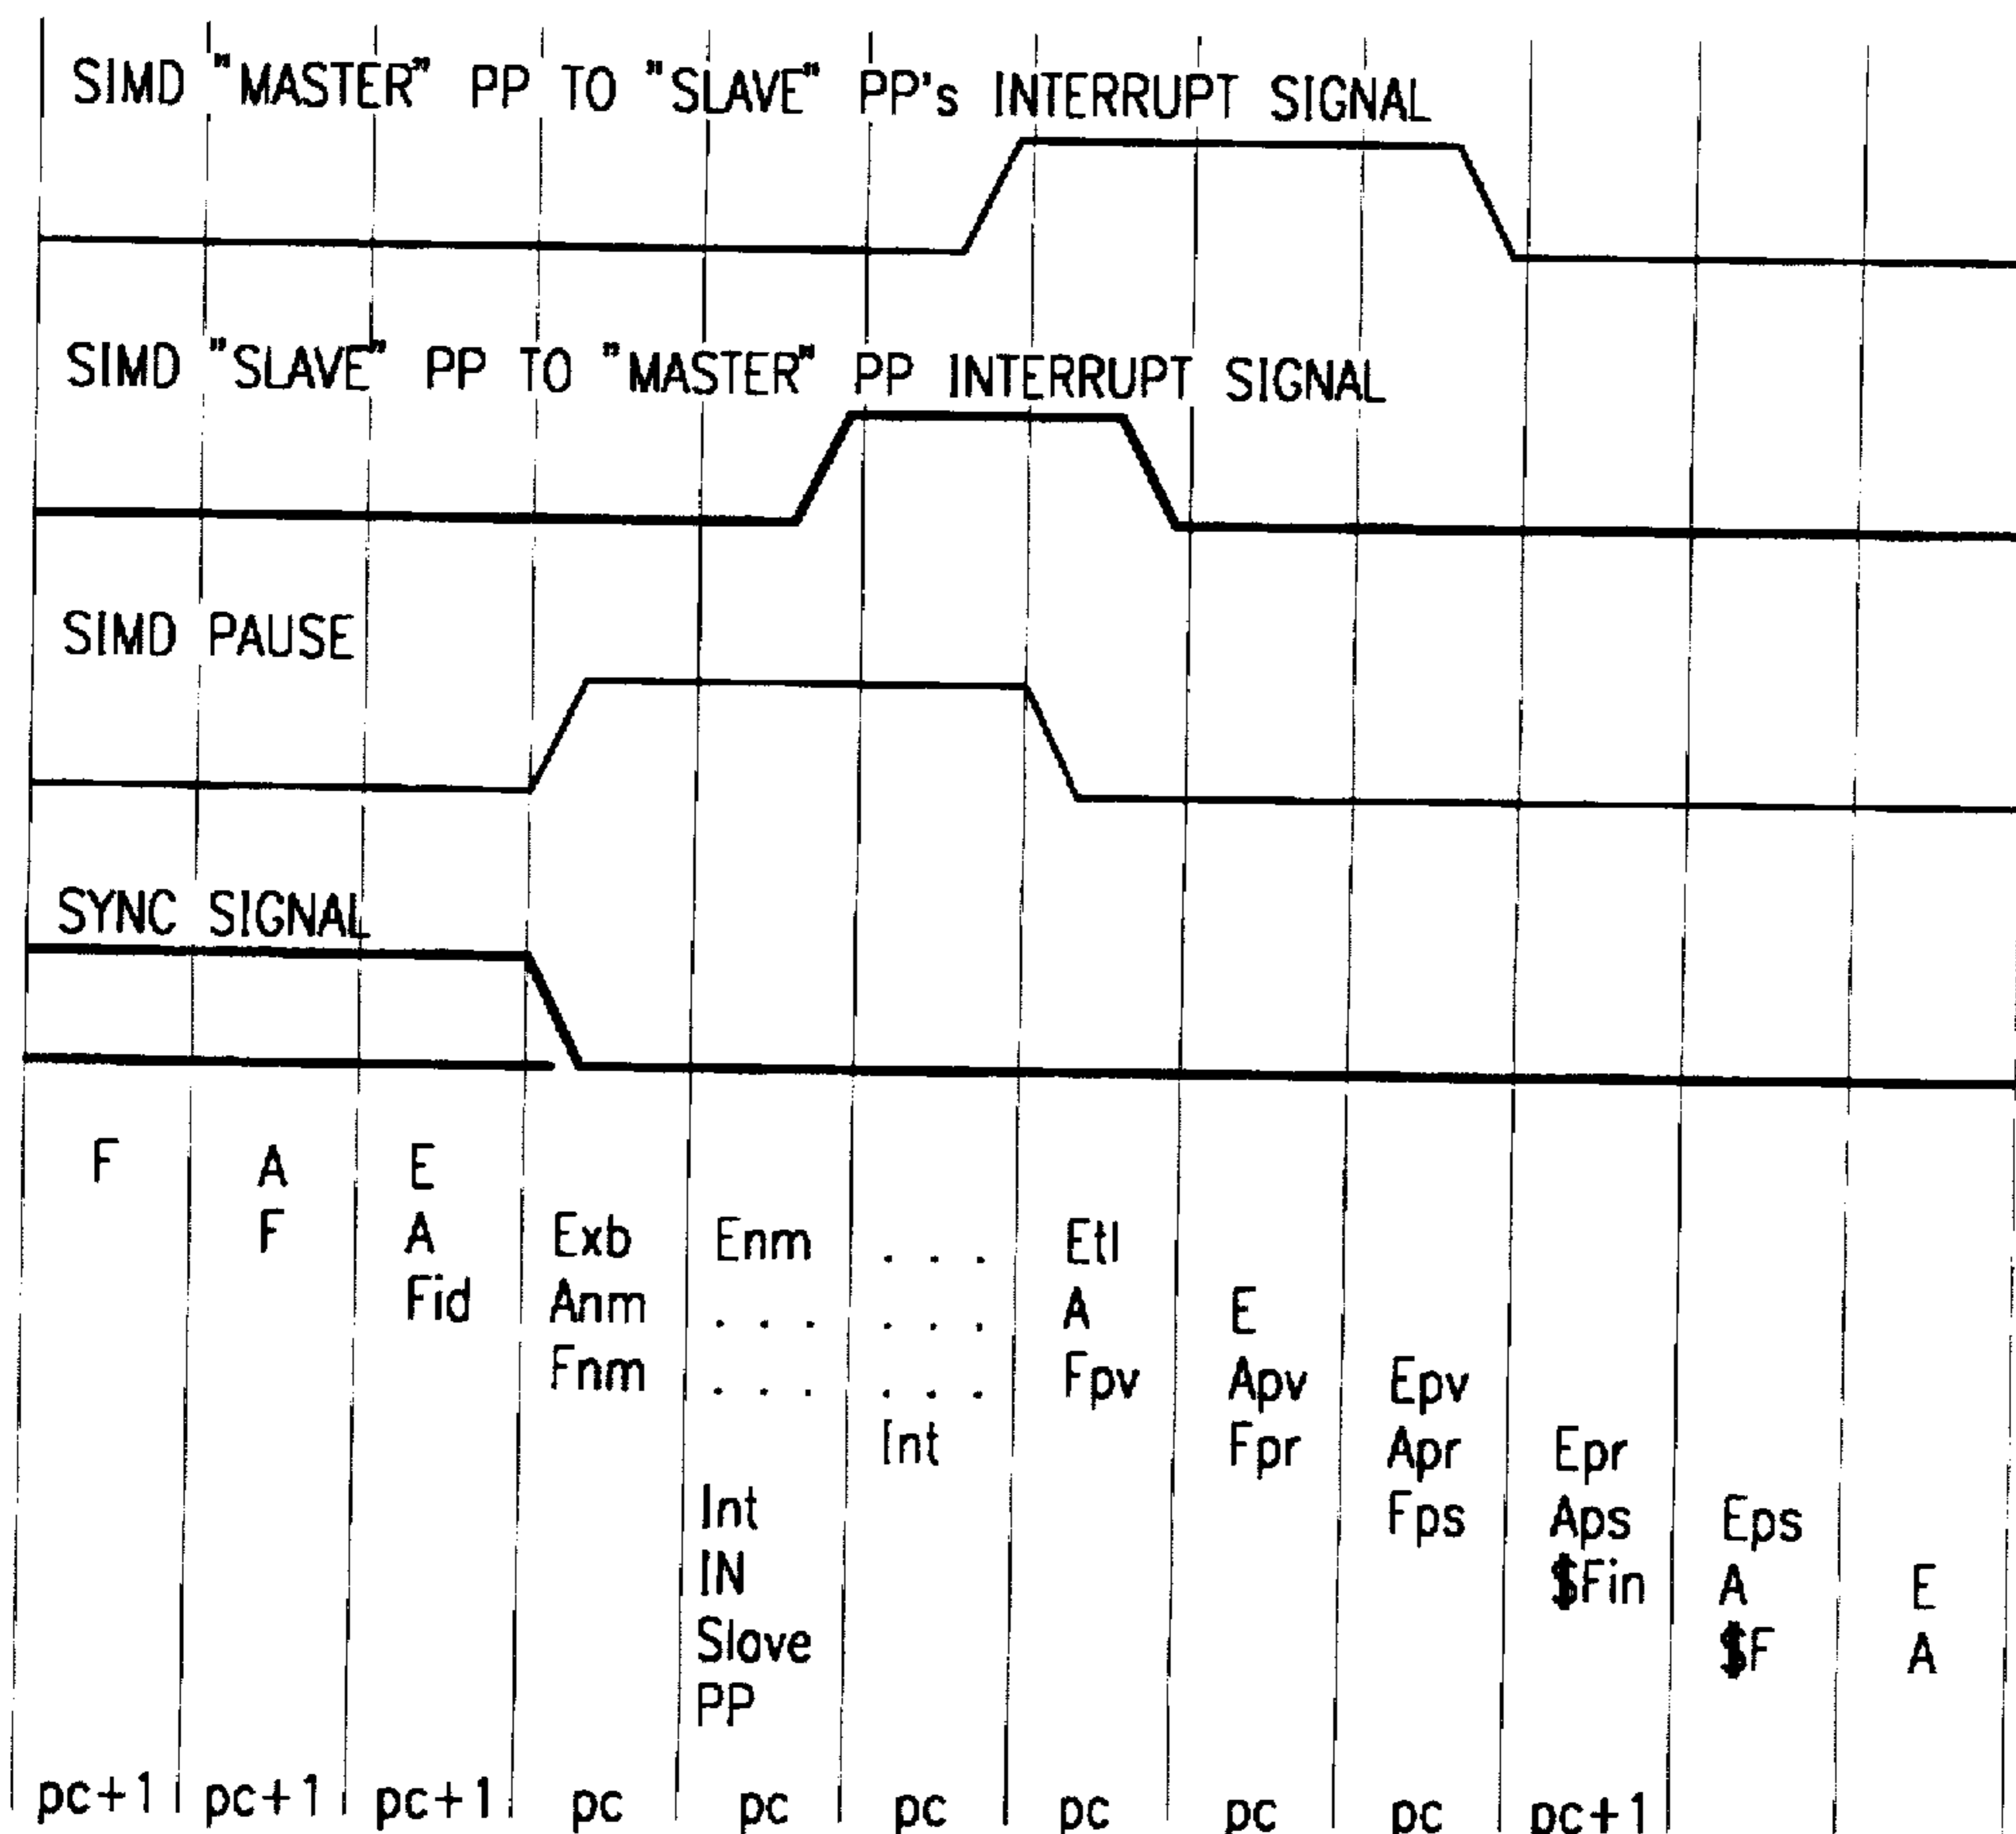 SIMD "MASTER" PP TO "SLAVE" PP's INTERRUPT SIGNAL
SIMD "SLAVE" PP TO "MASTER" PP INTERRUPT SIGNAL
SIMD PAUSE
SYNC SIGNAL
F A E
F A Exb Enm . . . Etl
Fid Anm . . . . . . A E
Fnm . . . . . . Fpv Apv Epv
Int Fpr Apr Epr
Int Fps Aps Eps
IN $Fin A E
Slave $F A
PP
pc+1 pc+1 pc+1 pc pc pc pc pc pc pc+1